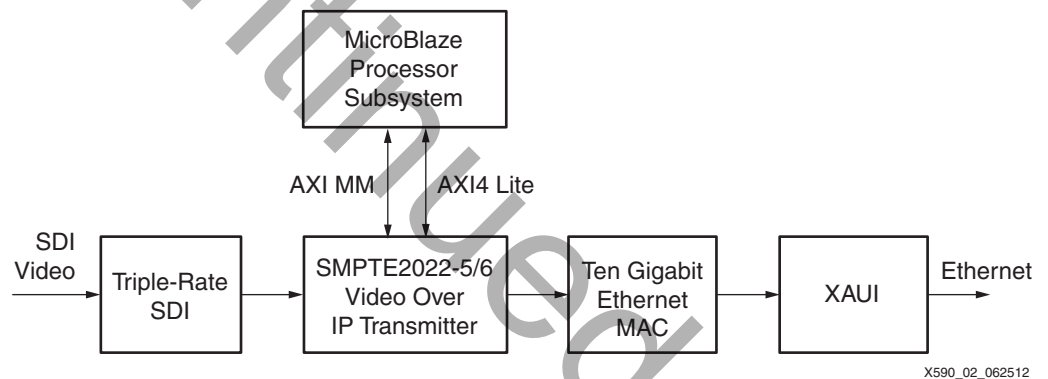 MicroBlaze
Processor
Subsystem
AXI MM
AXI4 Lite
SDI
Video
Triple-Rate
SDI
SMPTE2022-5/6
Video Over
IP Transmitter
Ten Gigabit
Ethernet
MAC
XAUI
Ethernet
X590_02_062512
ntinued